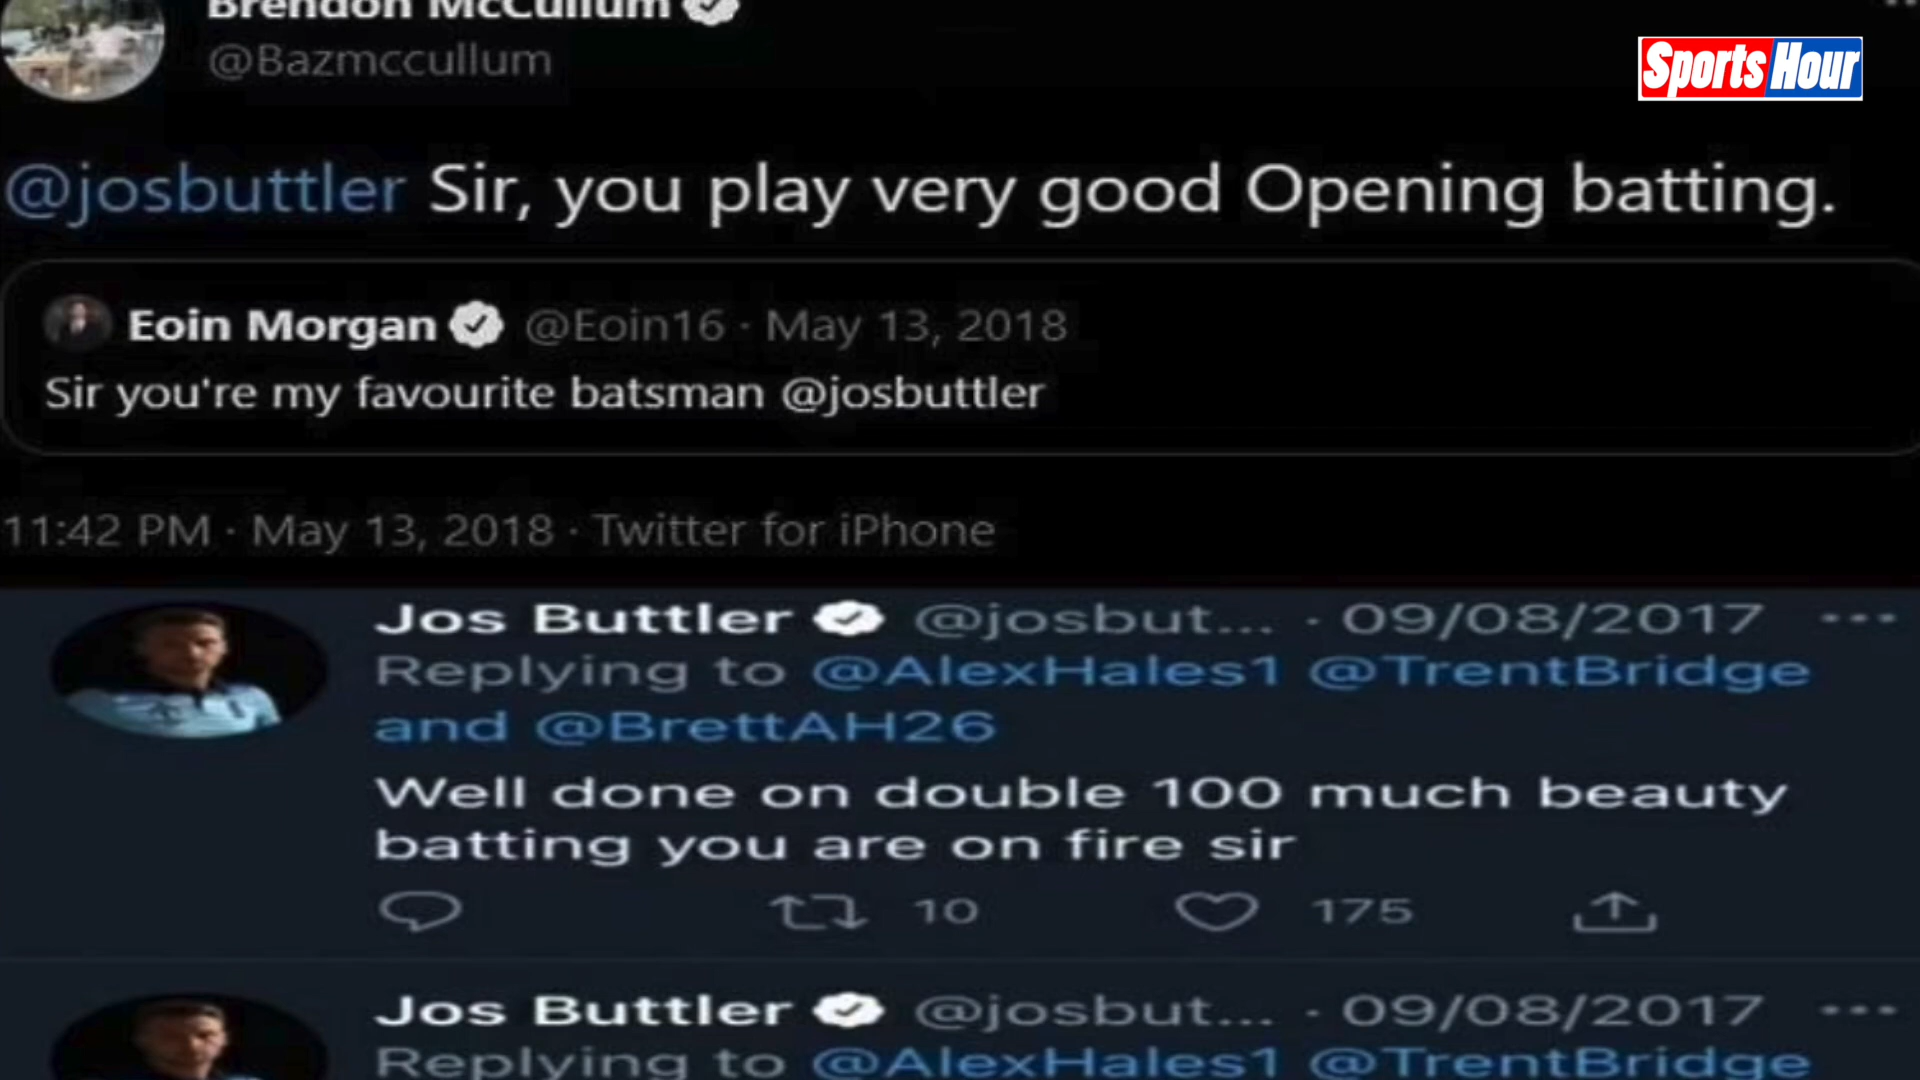 Brendon McCullum
@Bazmccullum
Sports Hour
@josbuttler Sir, you play very good Opening batting.
Eoin Morgan @Eoin16 · May 13, 2018
Sir you're my favourite batsman @josbuttler
11:42 PM · May 13, 2018 · Twitter for iPhone
Jos Buttler @josbut... · 09/08/2017
Replying to @AlexHales1 @TrentBridge
and @BrettAH26
Well done on double 100 much beauty
batting you are on fire sir
10 175
Jos Buttler @josbut... · 09/08/2017
Replying to @AlexHales1 @TrentBridge